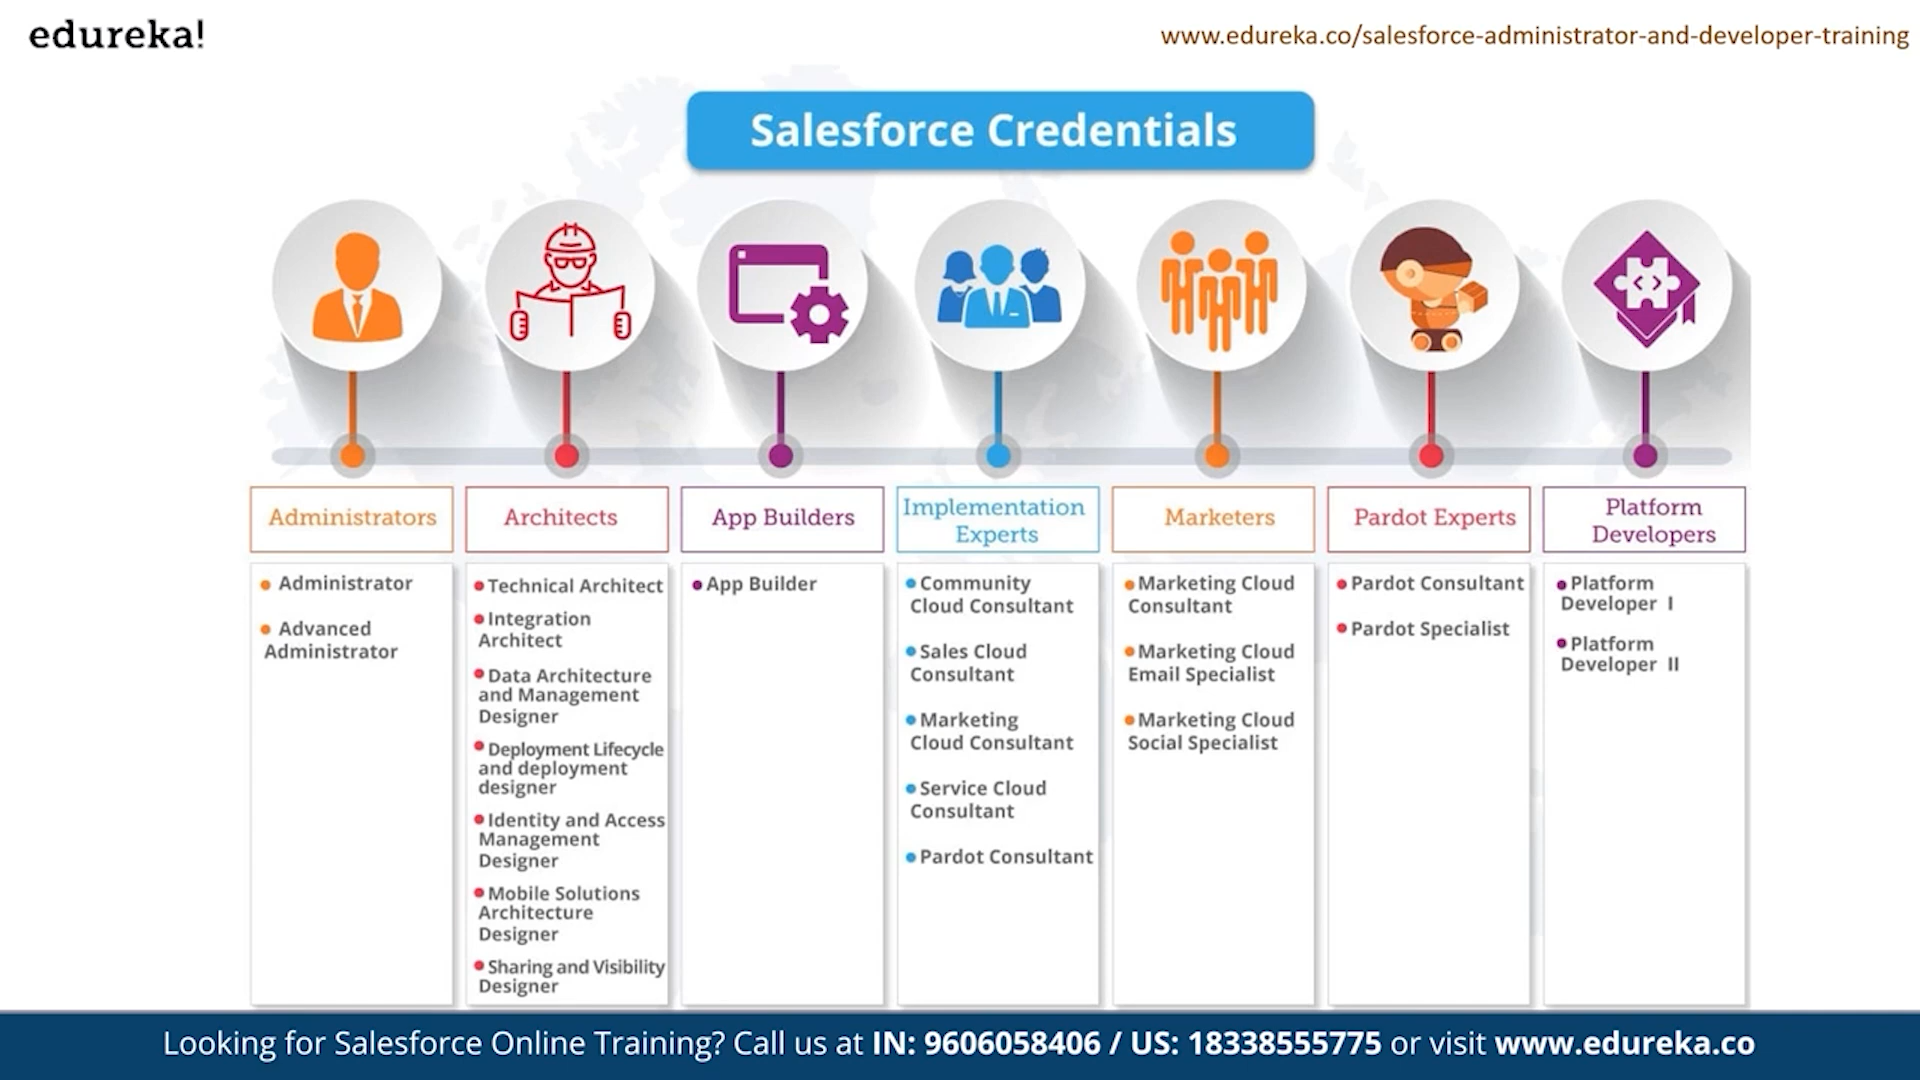 edureka!
www.edureka.co/salesforce-administrator-and-developer-training
Salesforce Credentials
Administrators
Administrator
Advanced
Administrator
Architects
Technical Architect
Integration
Architect
Data Architecture
and Management
Designer
Deployment Lifecycle
and deployment
designer
Identity and Access
Management
Designer
Mobile Solutions
Architecture
Designer
Sharing and Visibility
Designer
App Builders
App Builder
Implementation
Experts
Community
Cloud Consultant
Sales Cloud
Consultant
Marketing
Cloud Consultant
Service Cloud
Consultant
Pardot Consultant
Marketers
Marketing Cloud
Consultant
Marketing Cloud
Email Specialist
Marketing Cloud
Social Specialist
Pardot Experts
Pardot Consultant
Pardot Specialist
Platform
Developers
Platform
Developer I
Platform
Developer II
Looking for Salesforce Online Training? Call us at IN: 9606058406 / US: 18338555775 or visit www.edureka.co